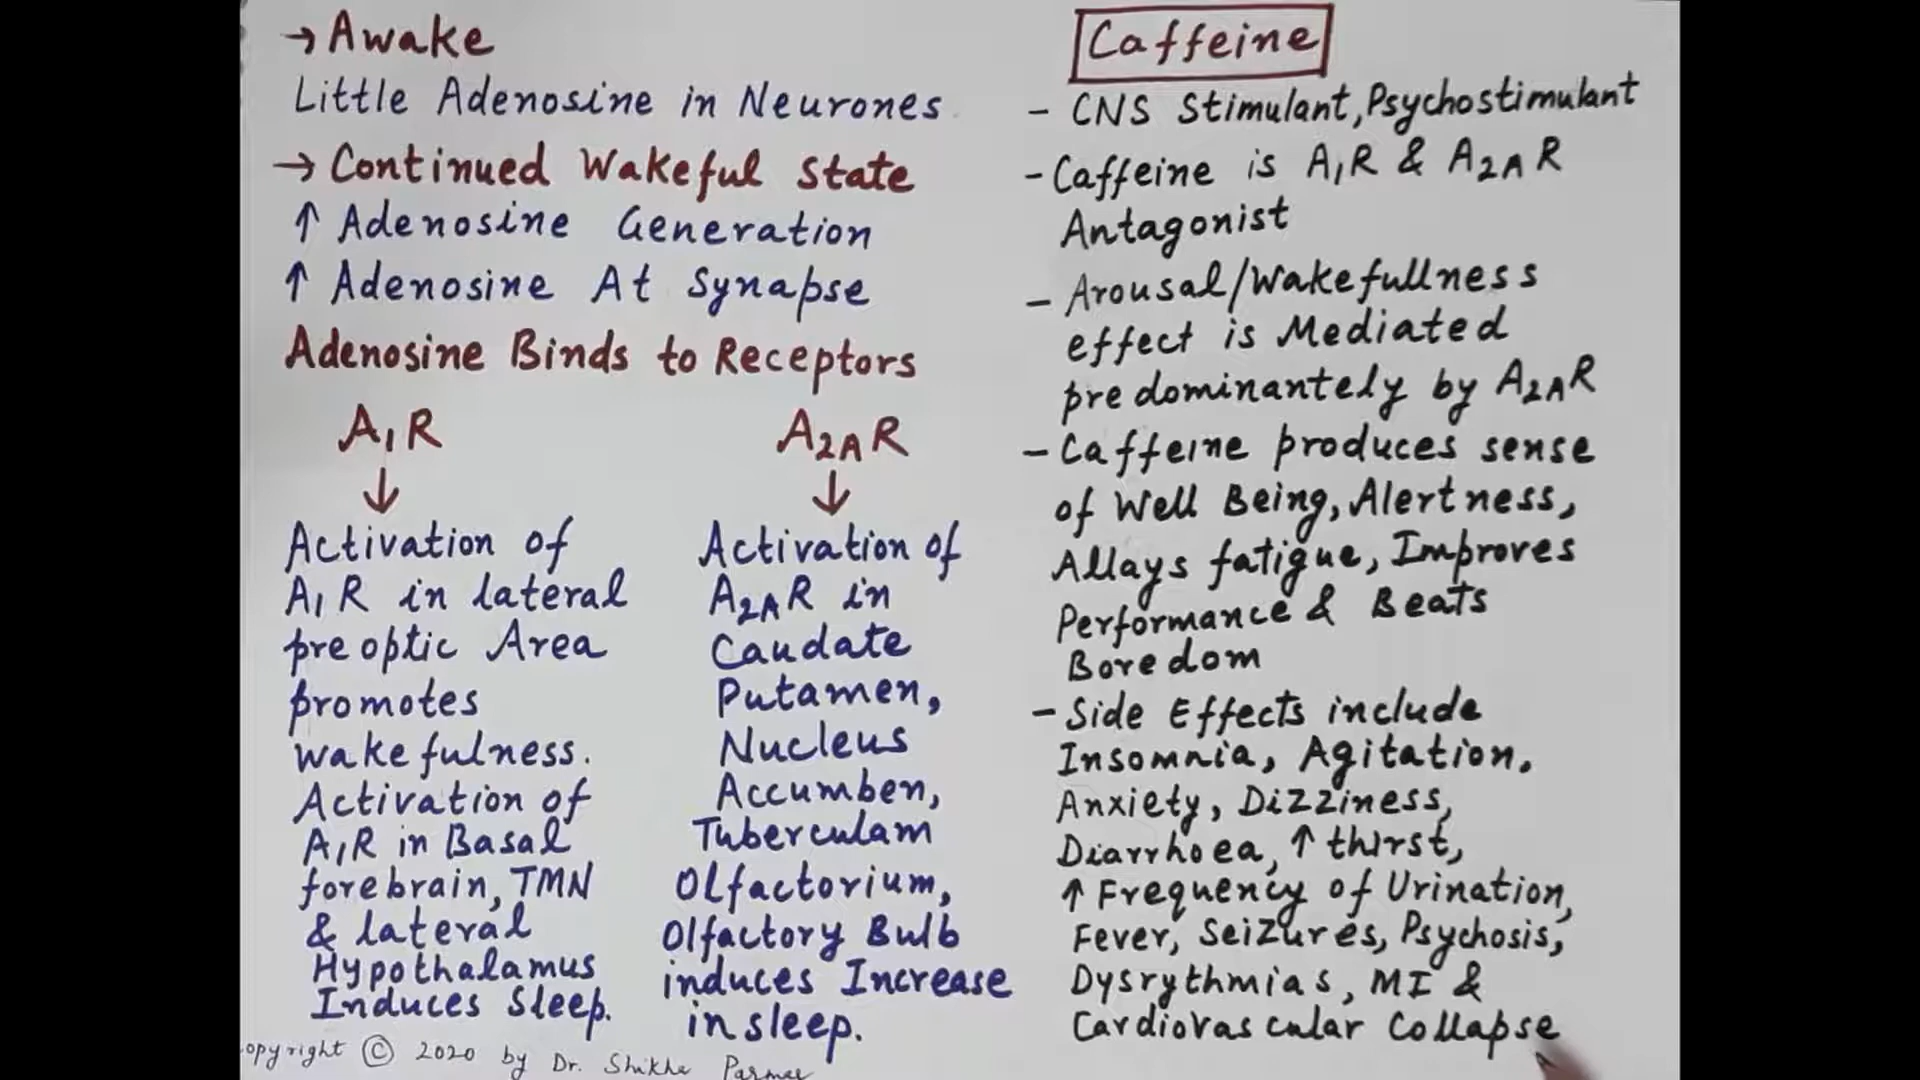 → Awake
Little Adenosine in Neurones
→ Continued Wakeful State
↑ Adenosine Generation
↑ Adenosine At Synapse
Adenosine Binds to Receptors
A1R
↓
Activation of
A1R in lateral
preoptic Area
promotes
wakefulness.
Activation of
A1R in Basal
forebrain, TMN
& lateral
Hypothalamus
Induces Sleep.
A2AR
↓
Activation of
A2AR in
Caudate
Putamen,
Nucleus
Accumben,
Tuberculam
Olfactorium,
Olfactory Bulb
induces Increase
in sleep.
Caffeine
- CNS Stimulant, Psychostimulant
- Caffeine is A1R & A2AR
Antagonist
- Arousal/Wakefullness
effect is Mediated
predominantely by A2AR
- Caffeine produces sense
of Well Being, Alertness,
Allays fatigue, Improves
Performance & Beats
Boredom
- Side Effects include
Insomnia, Agitation,
Anxiety, Dizziness,
Diarrhoea, ↑ thirst,
↑ Frequency of Urination,
Fever, Seizures, Psychosis,
Dysrythmias, MI &
Cardiovascular Collapse
opyright © 2020 by Dr. Shikha Parmar